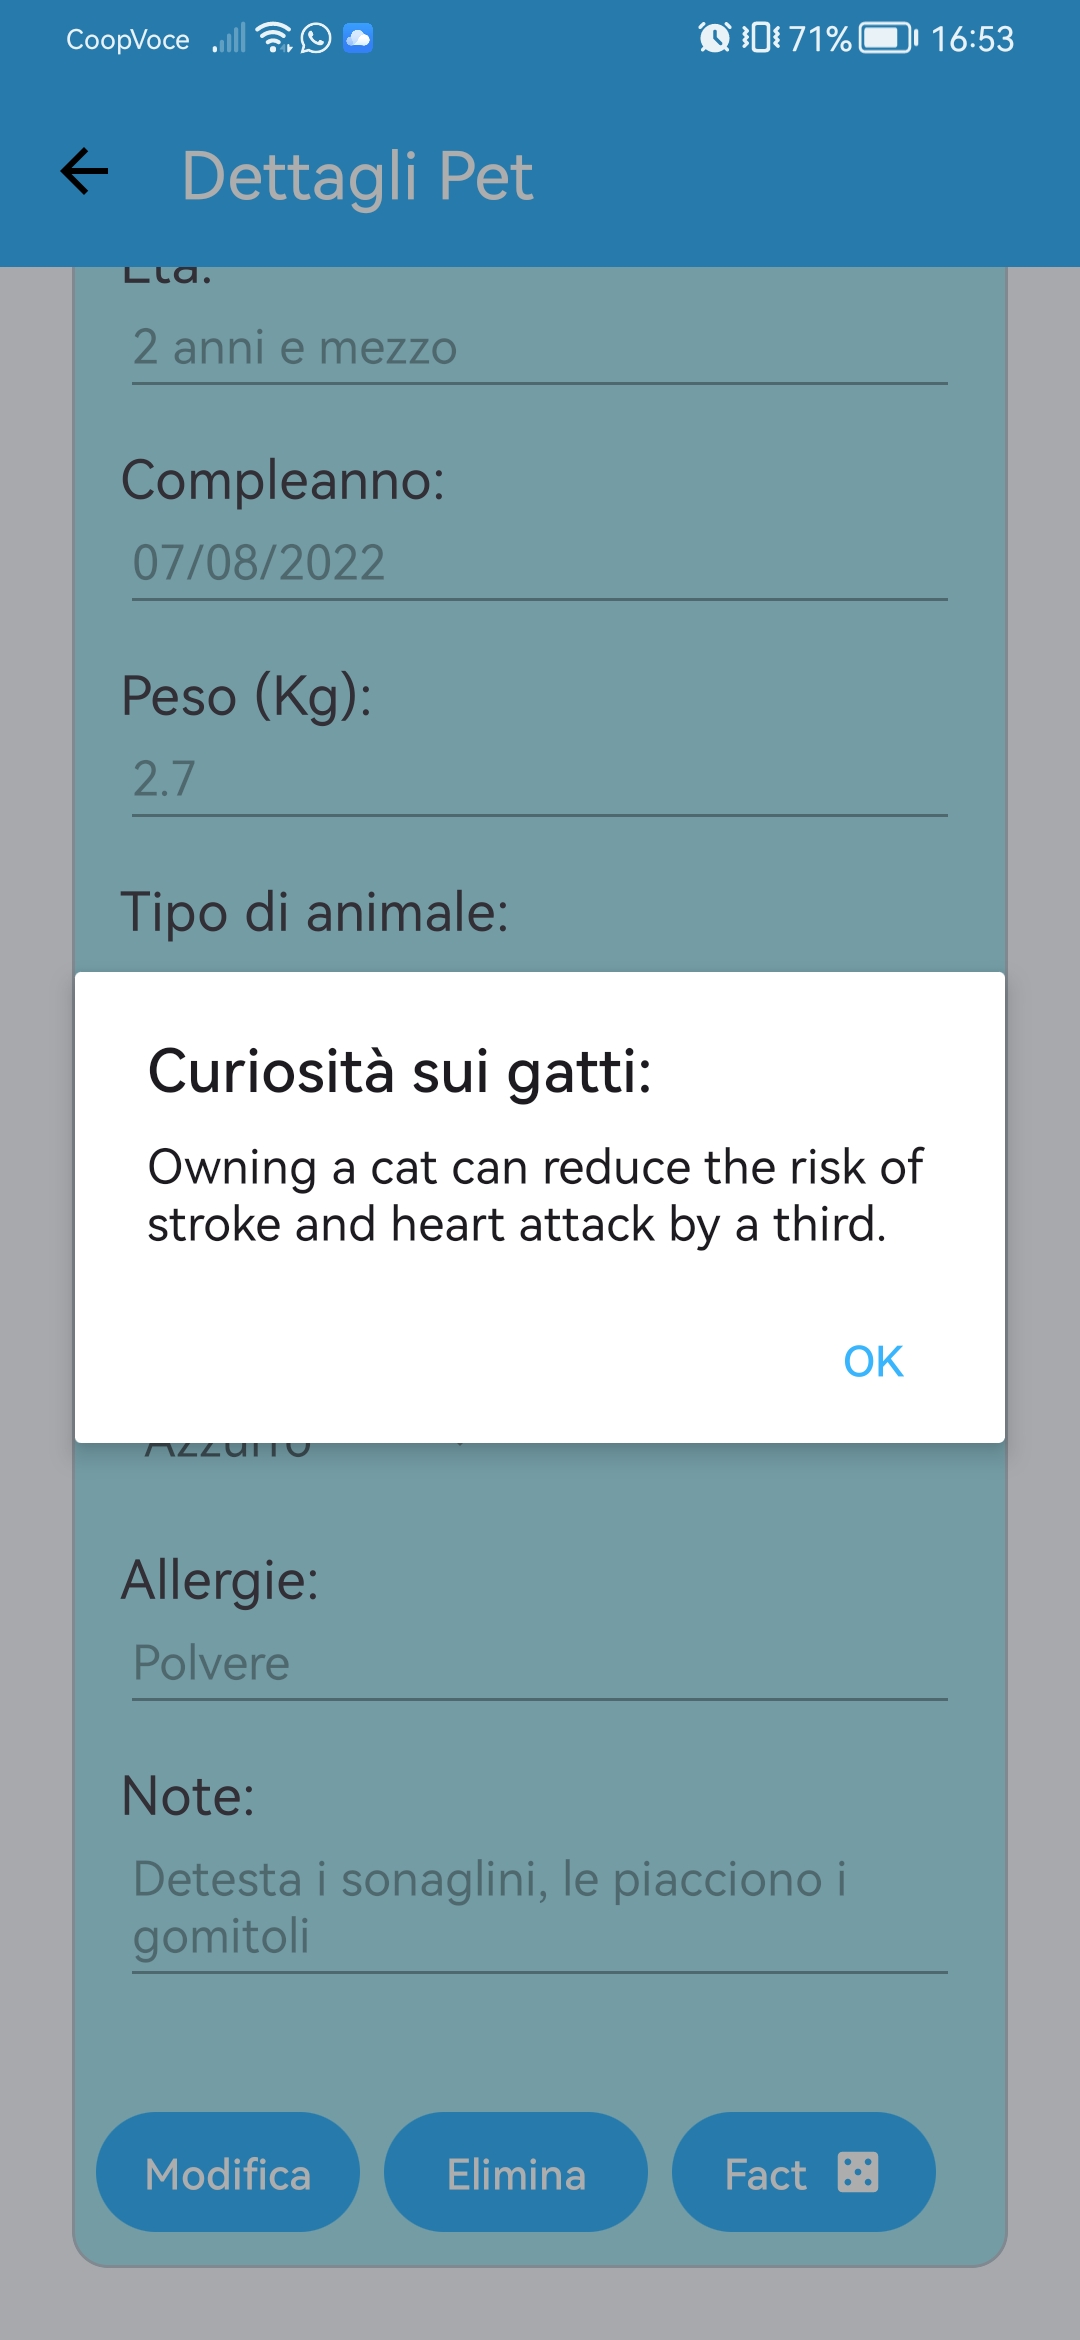 CoopVoce 71% 16:53
Dettagli Pet
Età:
2 anni e mezzo
Compleanno:
07/08/2022
Peso (Kg):
2.7
Tipo di animale:
Curiosità sui gatti:
Owning a cat can reduce the risk of
stroke and heart attack by a third.
OK
Azzurro
Allergie:
Polvere
Note:
Detesta i sonaglini, le piacciono i
gomitoli
Modifica Elimina Fact